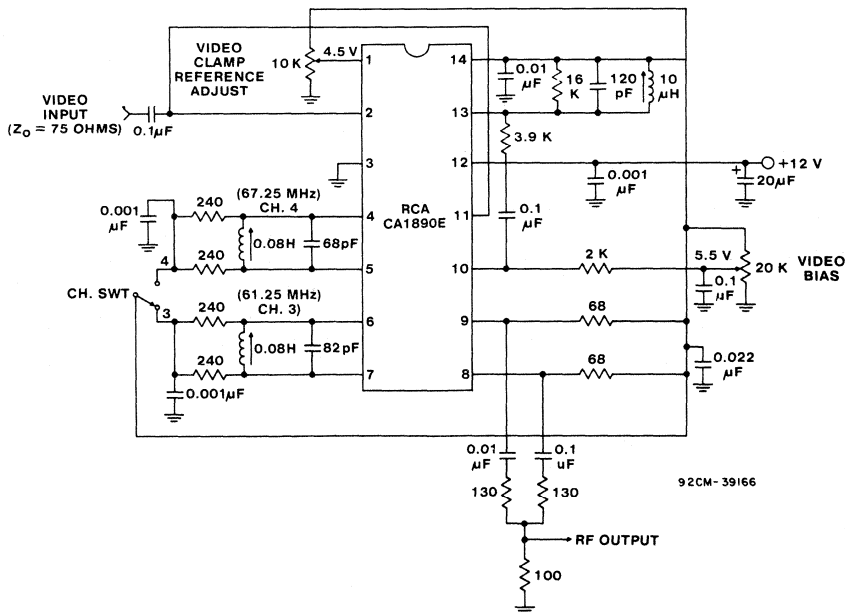 VIDEO
CLAMP
REFERENCE
ADJUST
10 K
4.5 V
VIDEO
INPUT
(Z₀ = 75 OHMS)
0.1µF
1
2
3
4
5
6
7
14
13
12
11
10
9
8
RCA
CA1890E
0.01
µF
16
K
120
pF
10
µH
3.9 K
+12 V
0.001
µF
+
20µF
0.1
µF
2 K
5.5 V
0.1
µF
20 K
VIDEO
BIAS
68
68
0.022
µF
0.001
µF
240
(67.25 MHz)
CH. 4
0.08H
68pF
240
4
CH. SWT
3
240
(61.25 MHz)
CH. 3)
0.08H
82pF
240
0.001µF
0.01
µF
0.1
uF
130
130
92CM-39166
RF OUTPUT
100